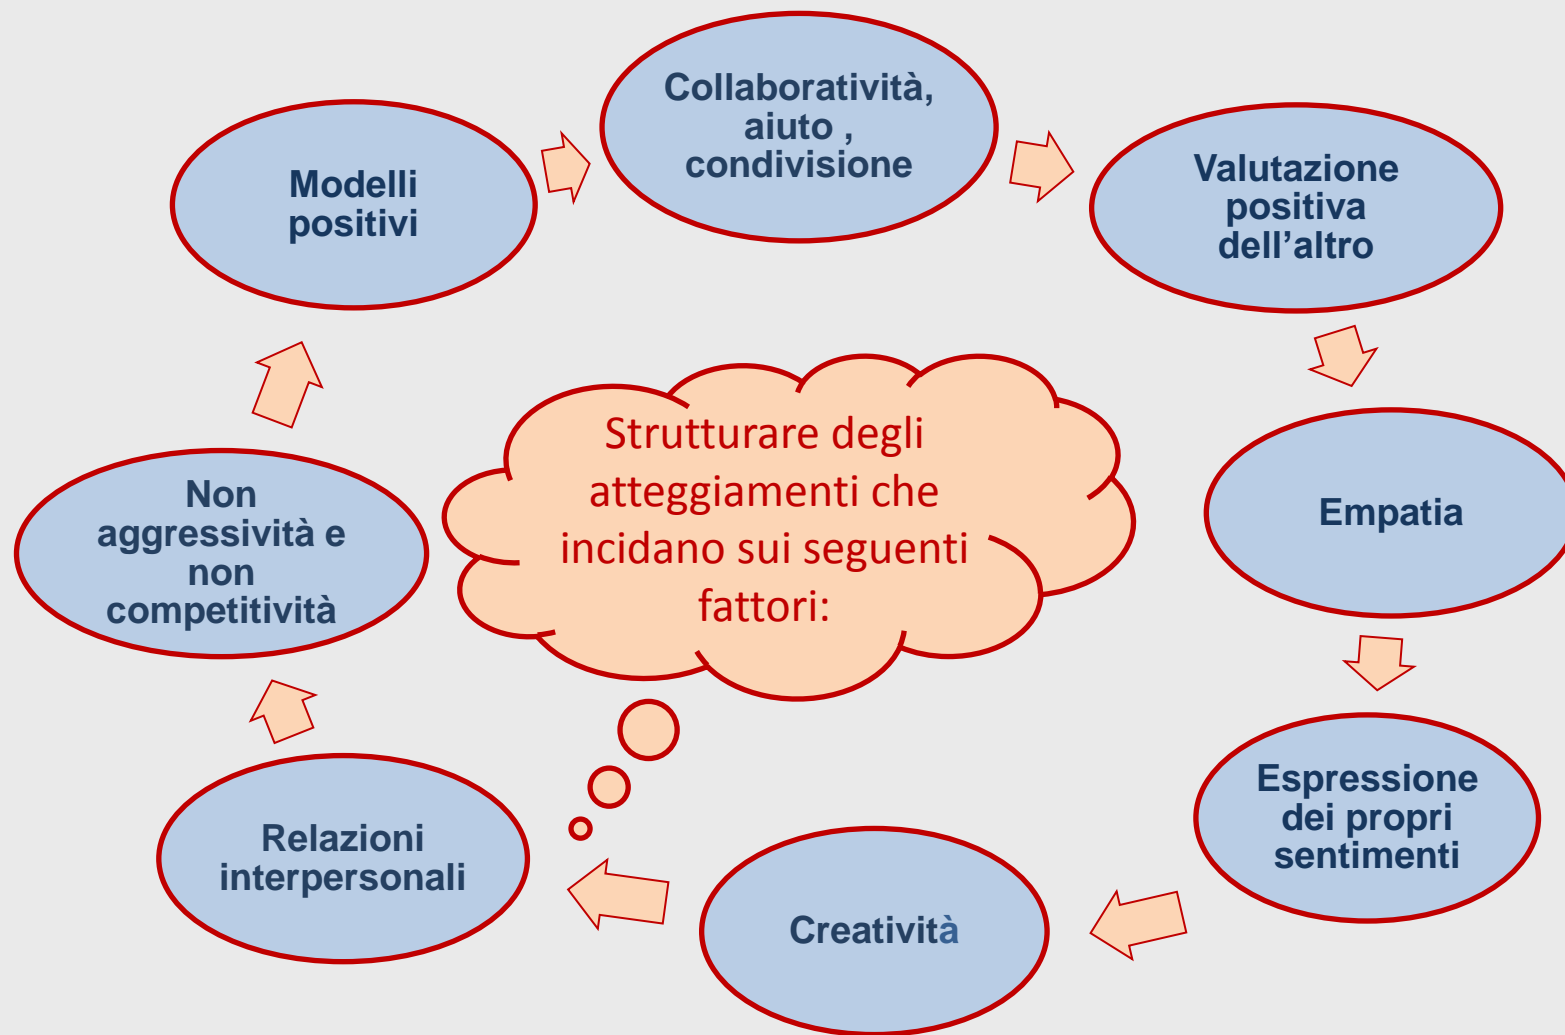 Collaboratività,
aiuto ,
condivisione
Valutazione
positiva
dell’altro
Empatia
Espressione
dei propri
sentimenti
Creatività
Relazioni
interpersonali
Non
aggressività e
non
competitività
Modelli
positivi
Strutturare degli
atteggiamenti che
incidano sui seguenti
fattori: